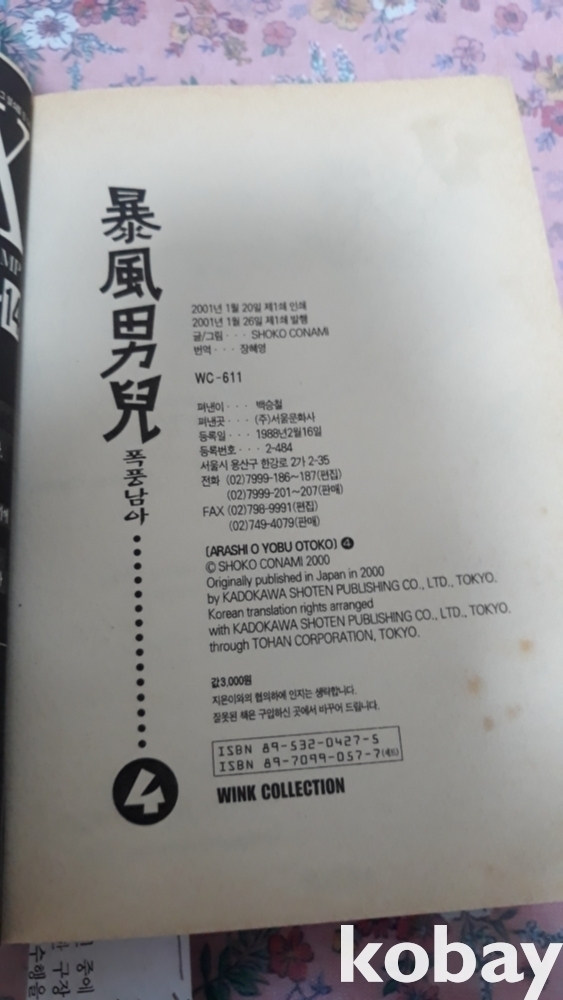 暴風男兒
폭풍남아
4
2001년 1월 20일 제1쇄 인쇄
2001년 1월 26일 제1쇄 발행
글/그림 · · · SHOKO CONAMI
번역 · · · 장혜영
WC-611
펴낸이 · · · 백승철
펴낸곳 · · · (주)서울문화사
등록일 · · · 1988년2월16일
등록번호 · · · 2-484
서울시 용산구 한강로 2가 2-35
전화 (02)7999-186~187(편집)
(02)7999-201~207(판매)
FAX (02)798-9991(편집)
(02)749-4079(판매)
(ARASHI O YOBU OTOKO) ④
© SHOKO CONAMI 2000
Originally published in Japan in 2000
by KADOKAWA SHOTEN PUBLISHING CO., LTD., TOKYO.
Korean translation rights arranged
with KADOKAWA SHOTEN PUBLISHING CO., LTD., TOKYO
through TOHAN CORPORATION, TOKYO.
값3,000원
지은이와의 협의하에 인지는 생략합니다.
잘못된 책은 구입하신 곳에서 바꾸어 드립니다.
ISBN 89-532-0427-5
ISBN 89-7099-057-7(세트)
WINK COLLECTION
MP
14
중에
구장
수행을
kobay